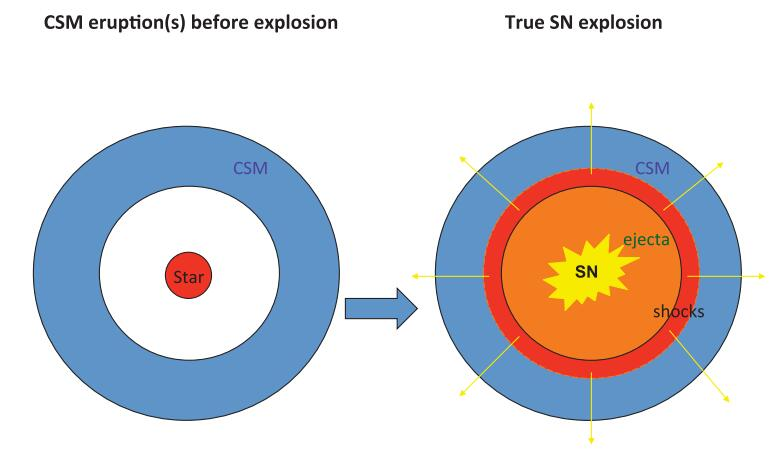 CSM eruption(s) before explosion
True SN explosion
CSM
Star
CSM
ejecta
SN
shocks